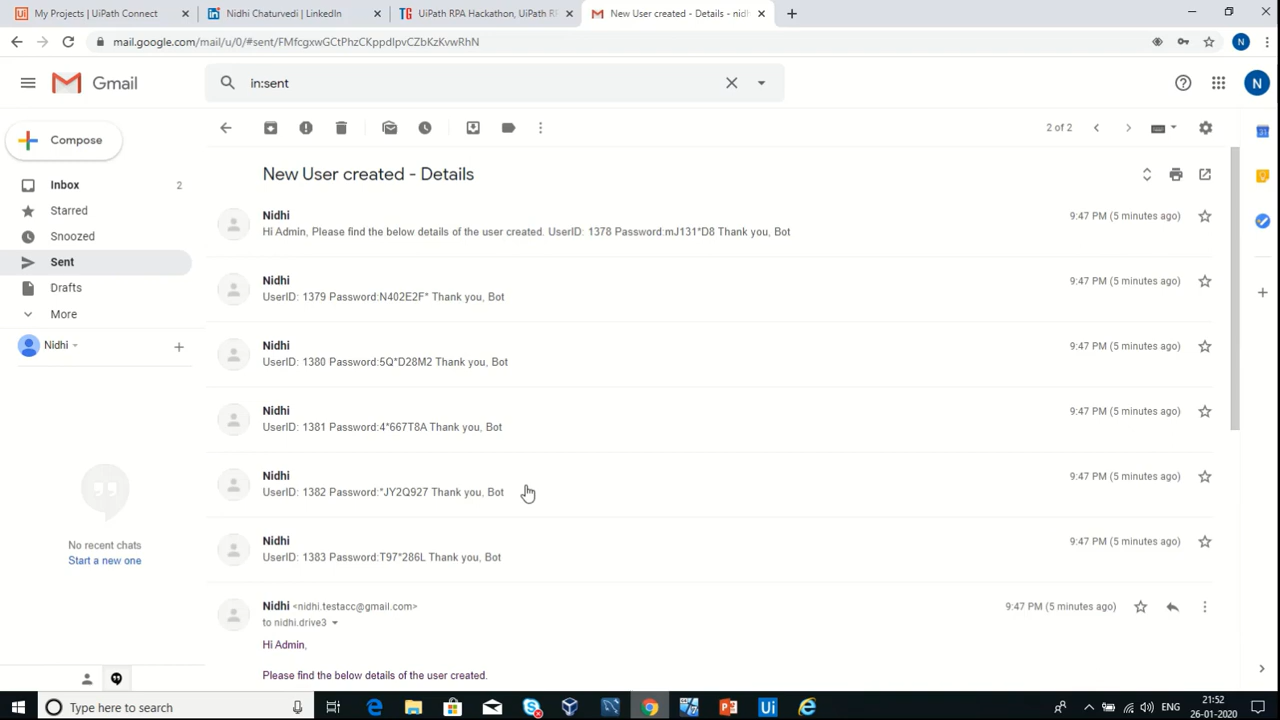 My Projects | UiPath Connect
Nidhi Chaturvedi | LinkedIn
UiPath RPA Hackathon, UiPath RP
New User created - Details - nidh
mail.google.com/mail/u/0/#sent/FMfcgxwGCtPhzCKppdlpvCZbKzKvwRhN
N
Gmail
in:sent
N
Compose
2 of 2
Inbox 2
Starred
Snoozed
Sent
Drafts
More
Nidhi
No recent chats
Start a new one
New User created - Details
Nidhi 9:47 PM (5 minutes ago)
Hi Admin, Please find the below details of the user created. UserID: 1378 Password:mJ131*D8 Thank you, Bot
Nidhi 9:47 PM (5 minutes ago)
UserID: 1379 Password:N402E2F* Thank you, Bot
Nidhi 9:47 PM (5 minutes ago)
UserID: 1380 Password:5Q*D28M2 Thank you, Bot
Nidhi 9:47 PM (5 minutes ago)
UserID: 1381 Password:4*667T8A Thank you, Bot
Nidhi 9:47 PM (5 minutes ago)
UserID: 1382 Password:*JY2Q927 Thank you, Bot
Nidhi 9:47 PM (5 minutes ago)
UserID: 1383 Password:T97*286L Thank you, Bot
Nidhi <nidhi.testacc@gmail.com> 9:47 PM (5 minutes ago)
to nidhi.drive3
Hi Admin,
Please find the below details of the user created.
Type here to search
ENG
21:52
26-01-2020